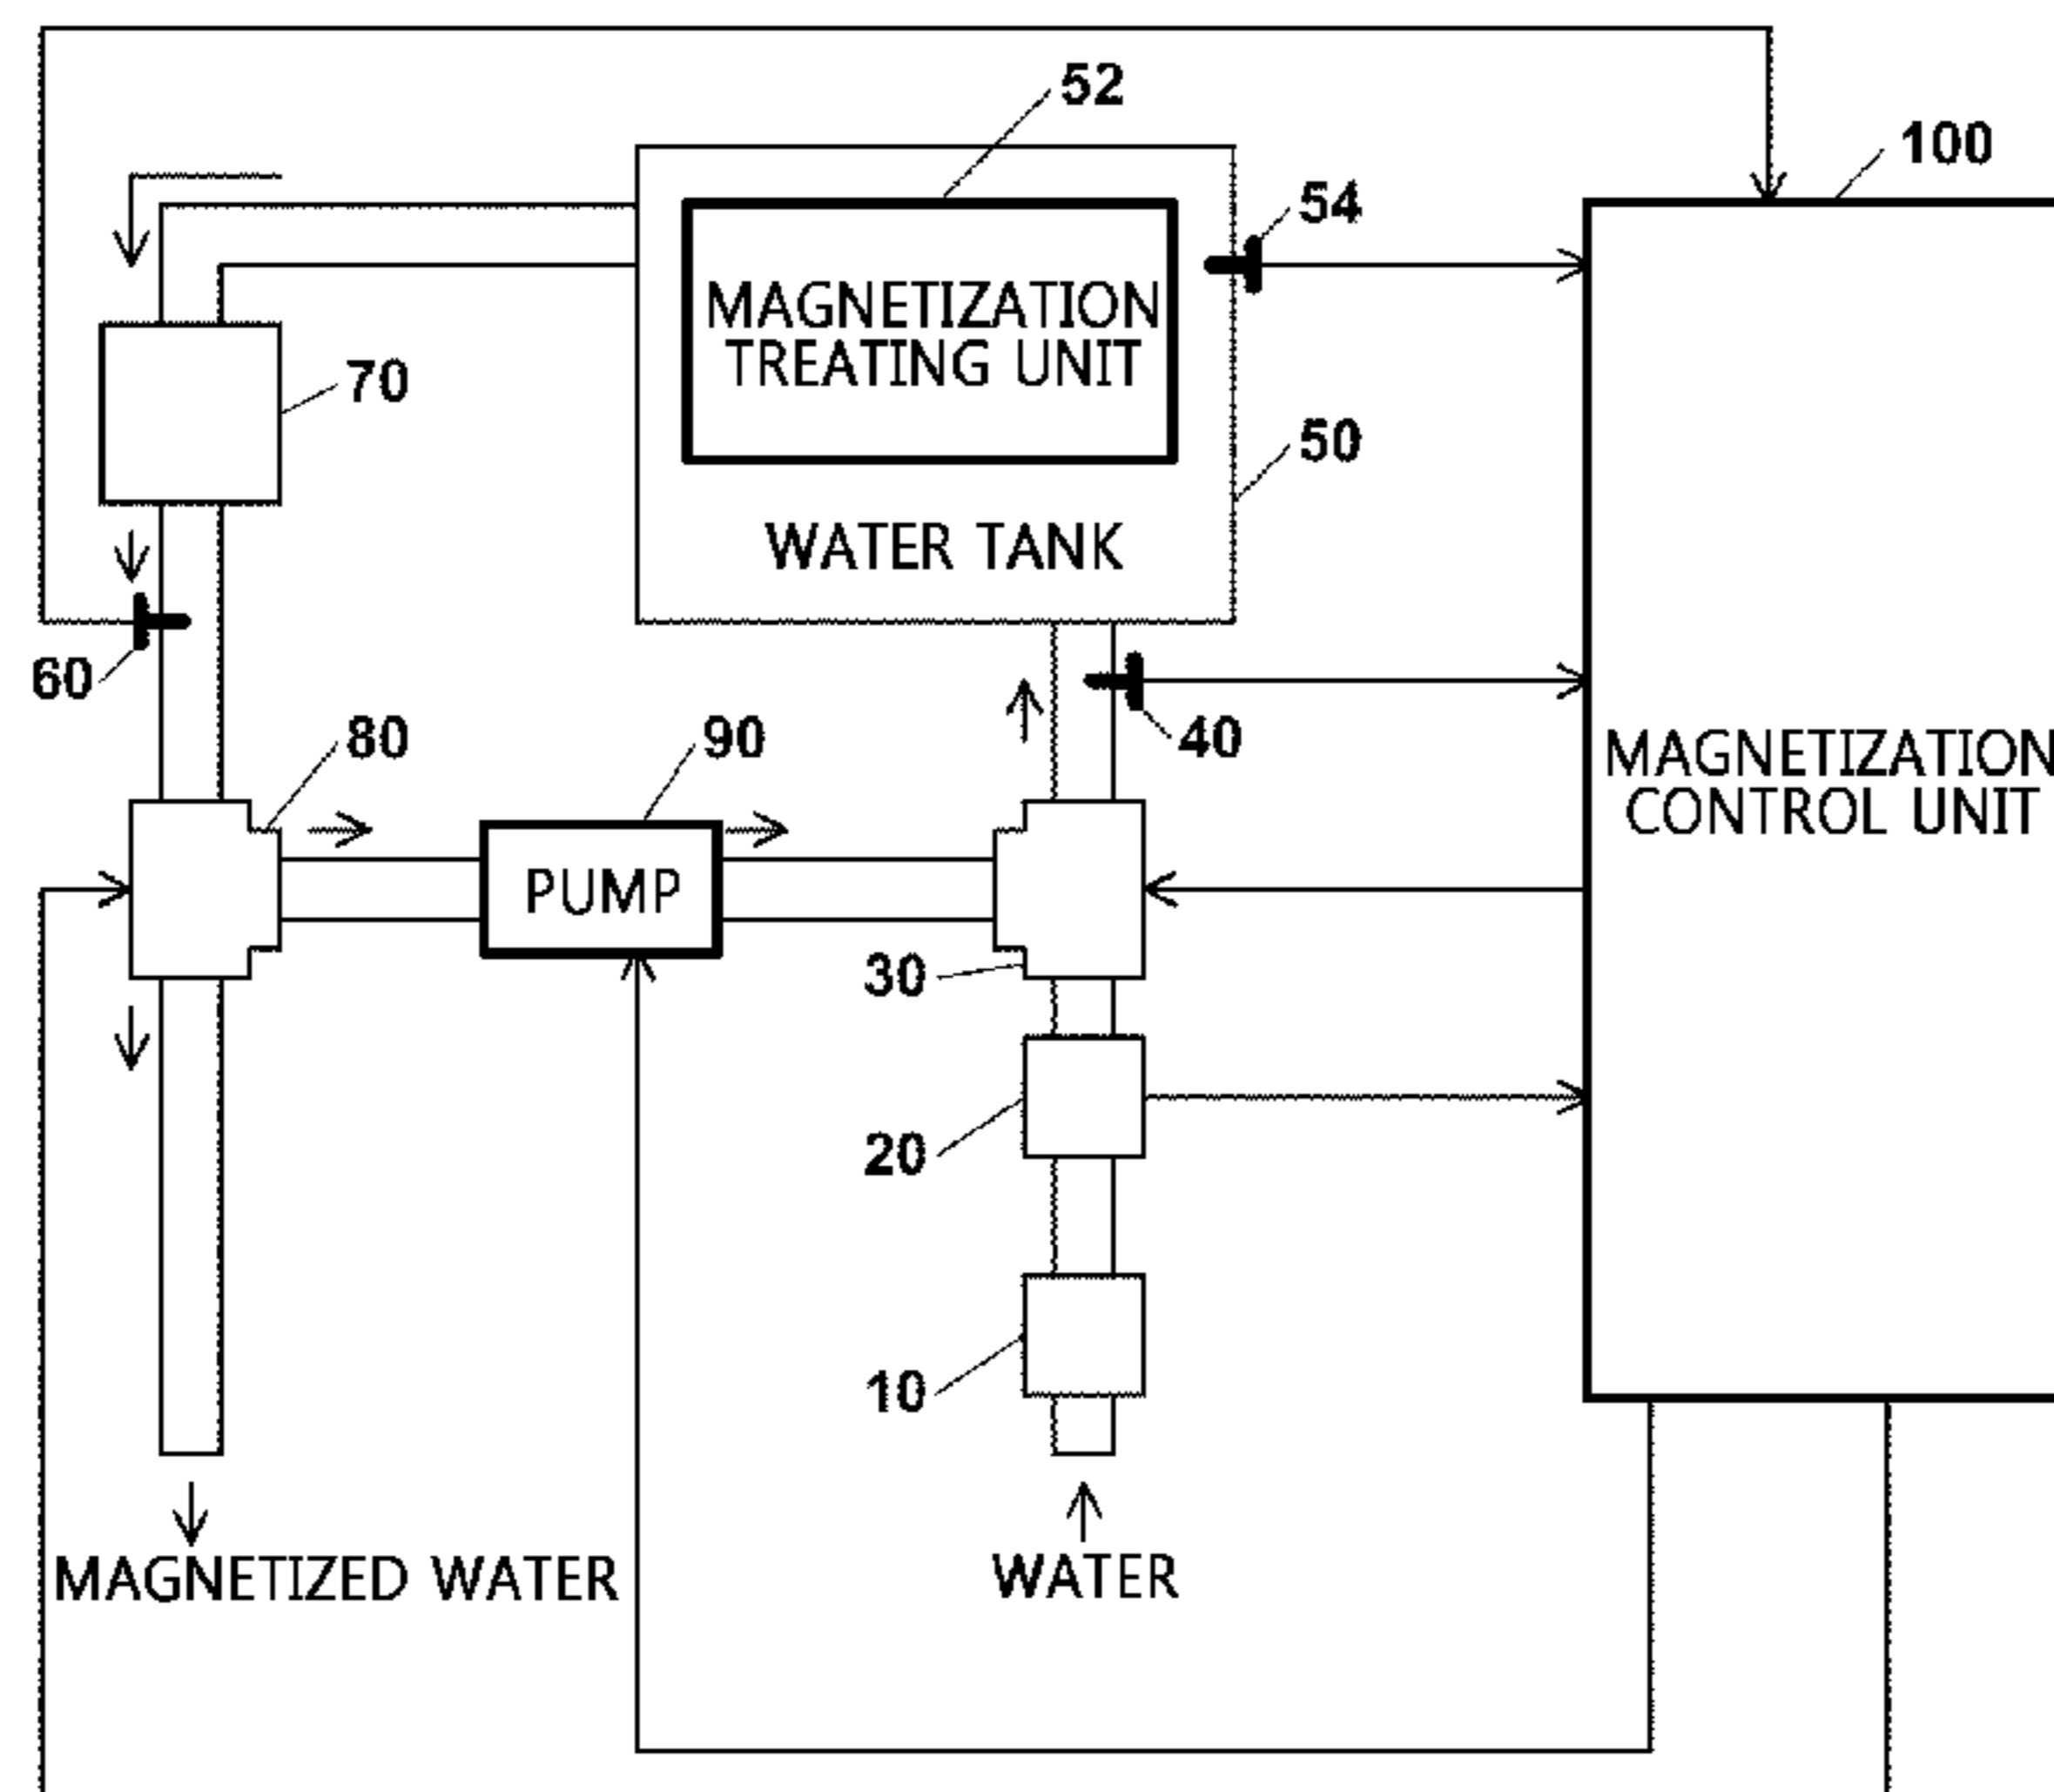 52
100
54
MAGNETIZATION
TREATING UNIT
70
50
WATER TANK
60
40
80
90
MAGNETIZATION
CONTROL UNIT
PUMP
30
20
10
MAGNETIZED WATER
WATER